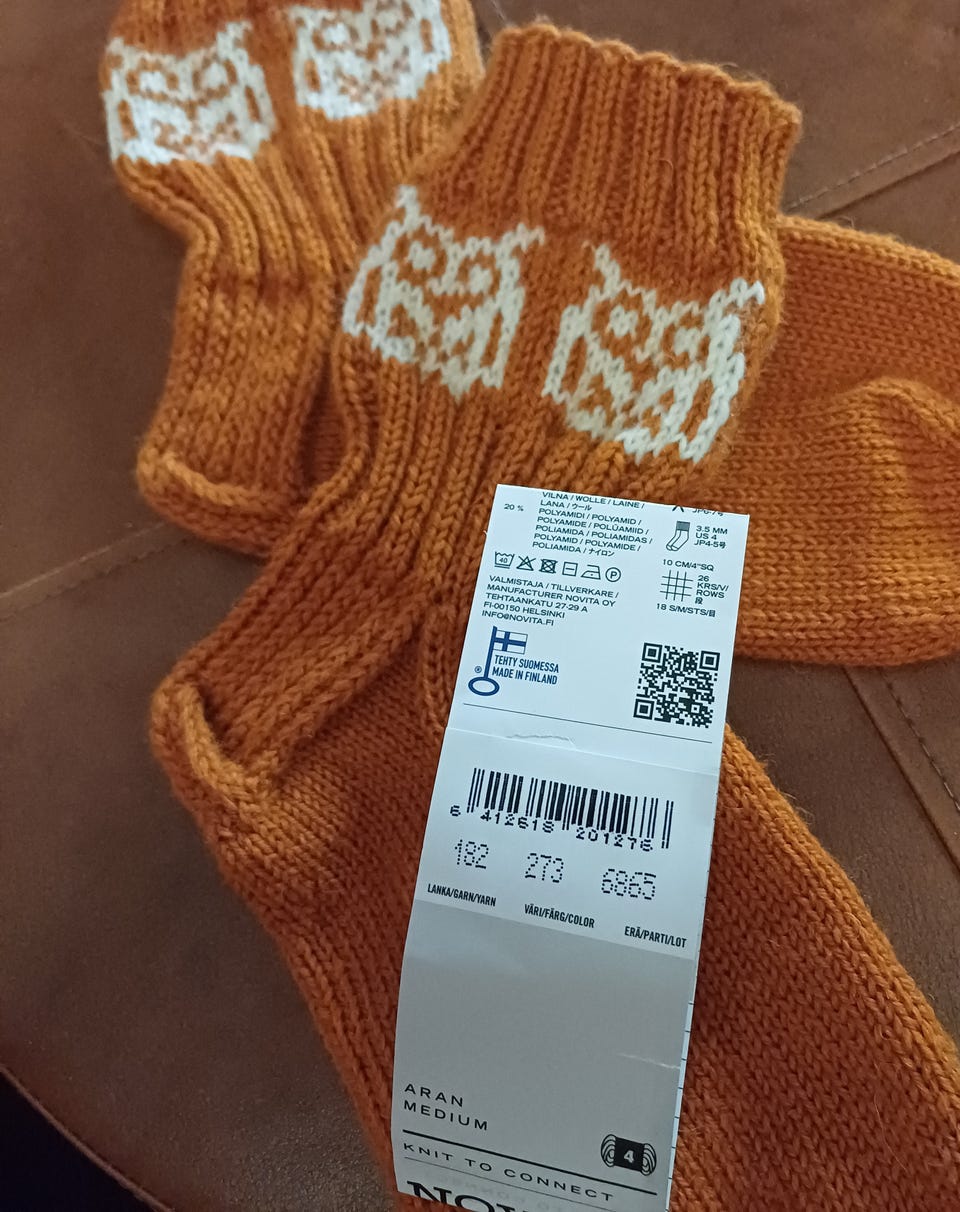 VILNA / WOLLE / LAINE /
20 % LANA / ウール
POLYAMIDI / POLYAMID /
POLYAMIDE / POLÜAMIID /
POLIAMIDA / POLIAMIDAS /
POLYAMID / POLYAMIDE /
POLIAMIDA / ナイロン
3.5 MM
US 4
JP4-5号
40
P
10 CM/4"SQ
26
KRS/V/
ROWS
段
18 S/M/STS/目
VALMISTAJA / TILLVERKARE /
MANUFACTURER NOVITA OY
TEHTAANKATU 27-29 A
FI-00150 HELSINKI
INFO@NOVITA.FI
® TEHTY SUOMESSA
MADE IN FINLAND
6 412618 201276
182 273 6865
LANKA/GARN/YARN VÄRI/FÄRG/COLOR ERÄ/PARTI/LOT
ARAN
MEDIUM
4
KNIT TO CONNECT